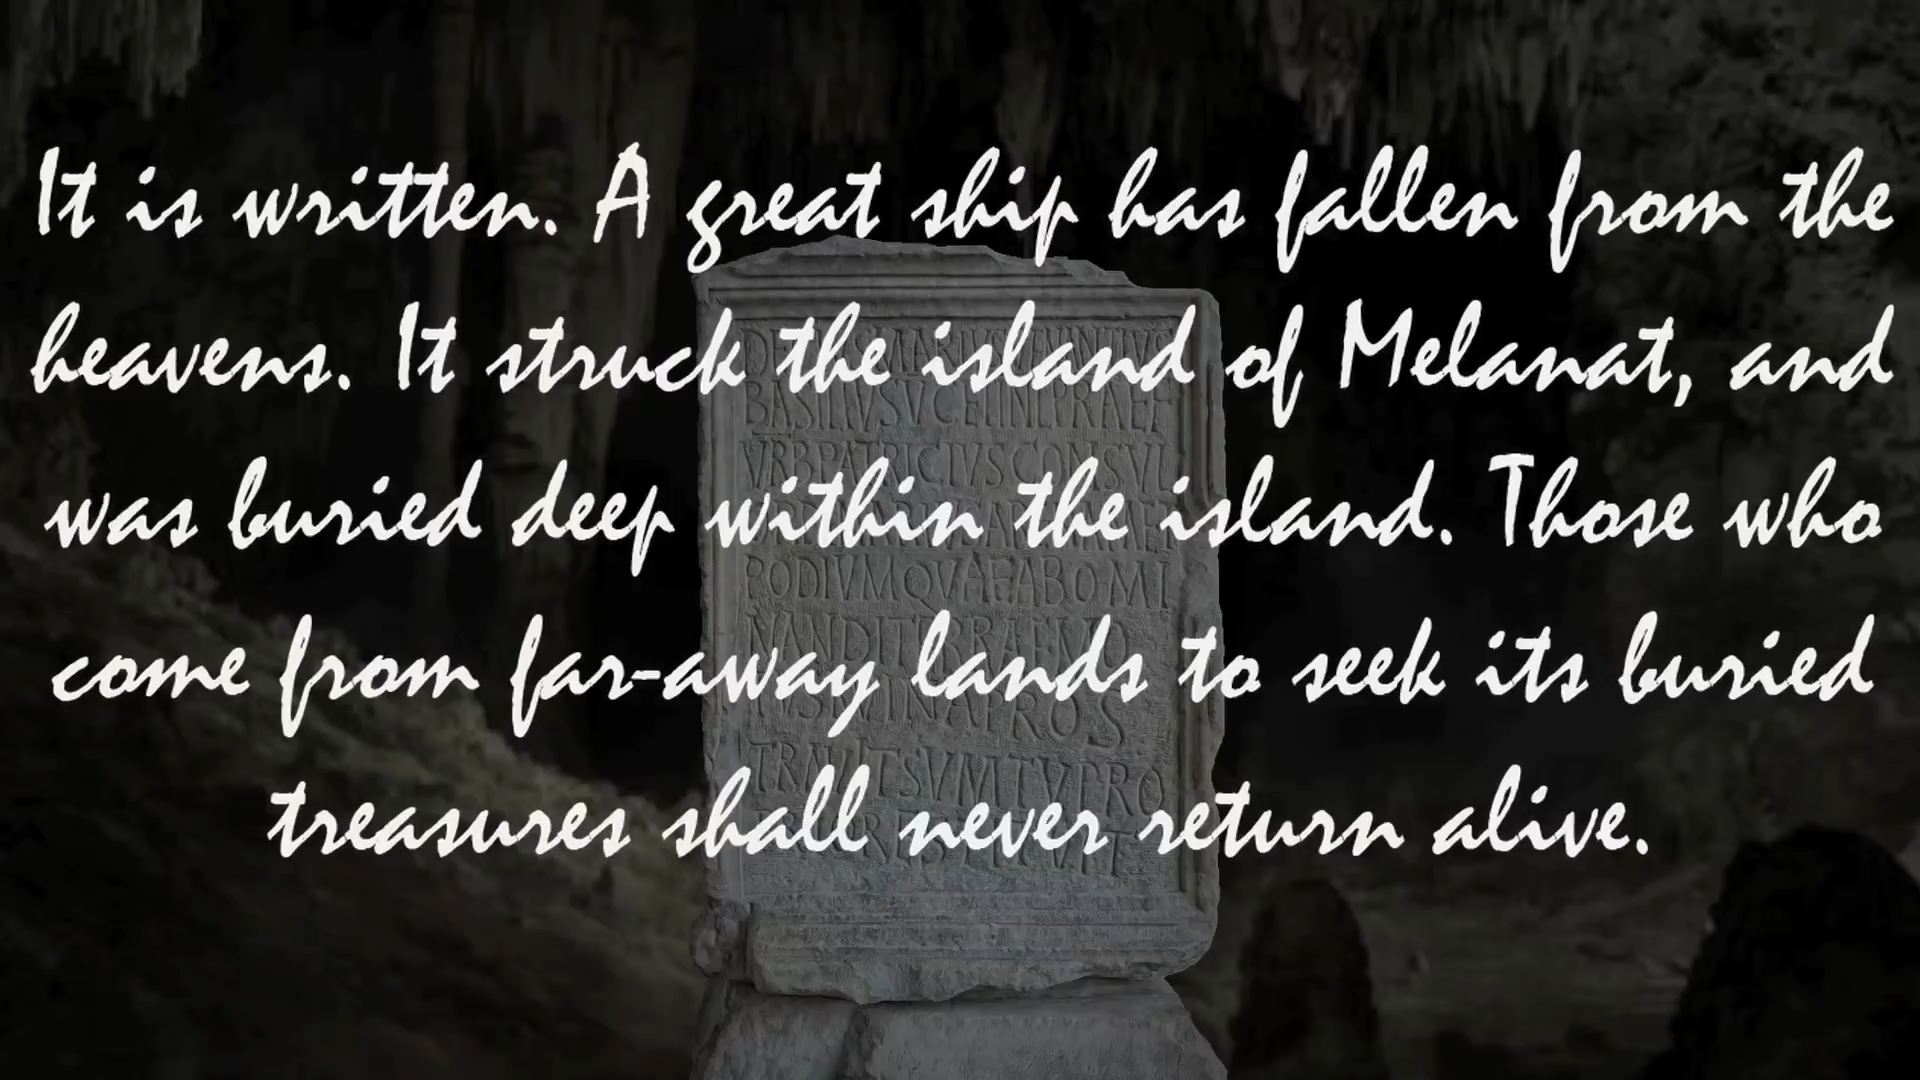 It is written. A great ship has fallen from the
heavens. It struck the island of Melanat, and
was buried deep within the island. Those who
come from far-away lands to seek its buried
treasures shall never return alive.
VRBPATRICIVSCONSVL
RODIVMQVAEABOMI